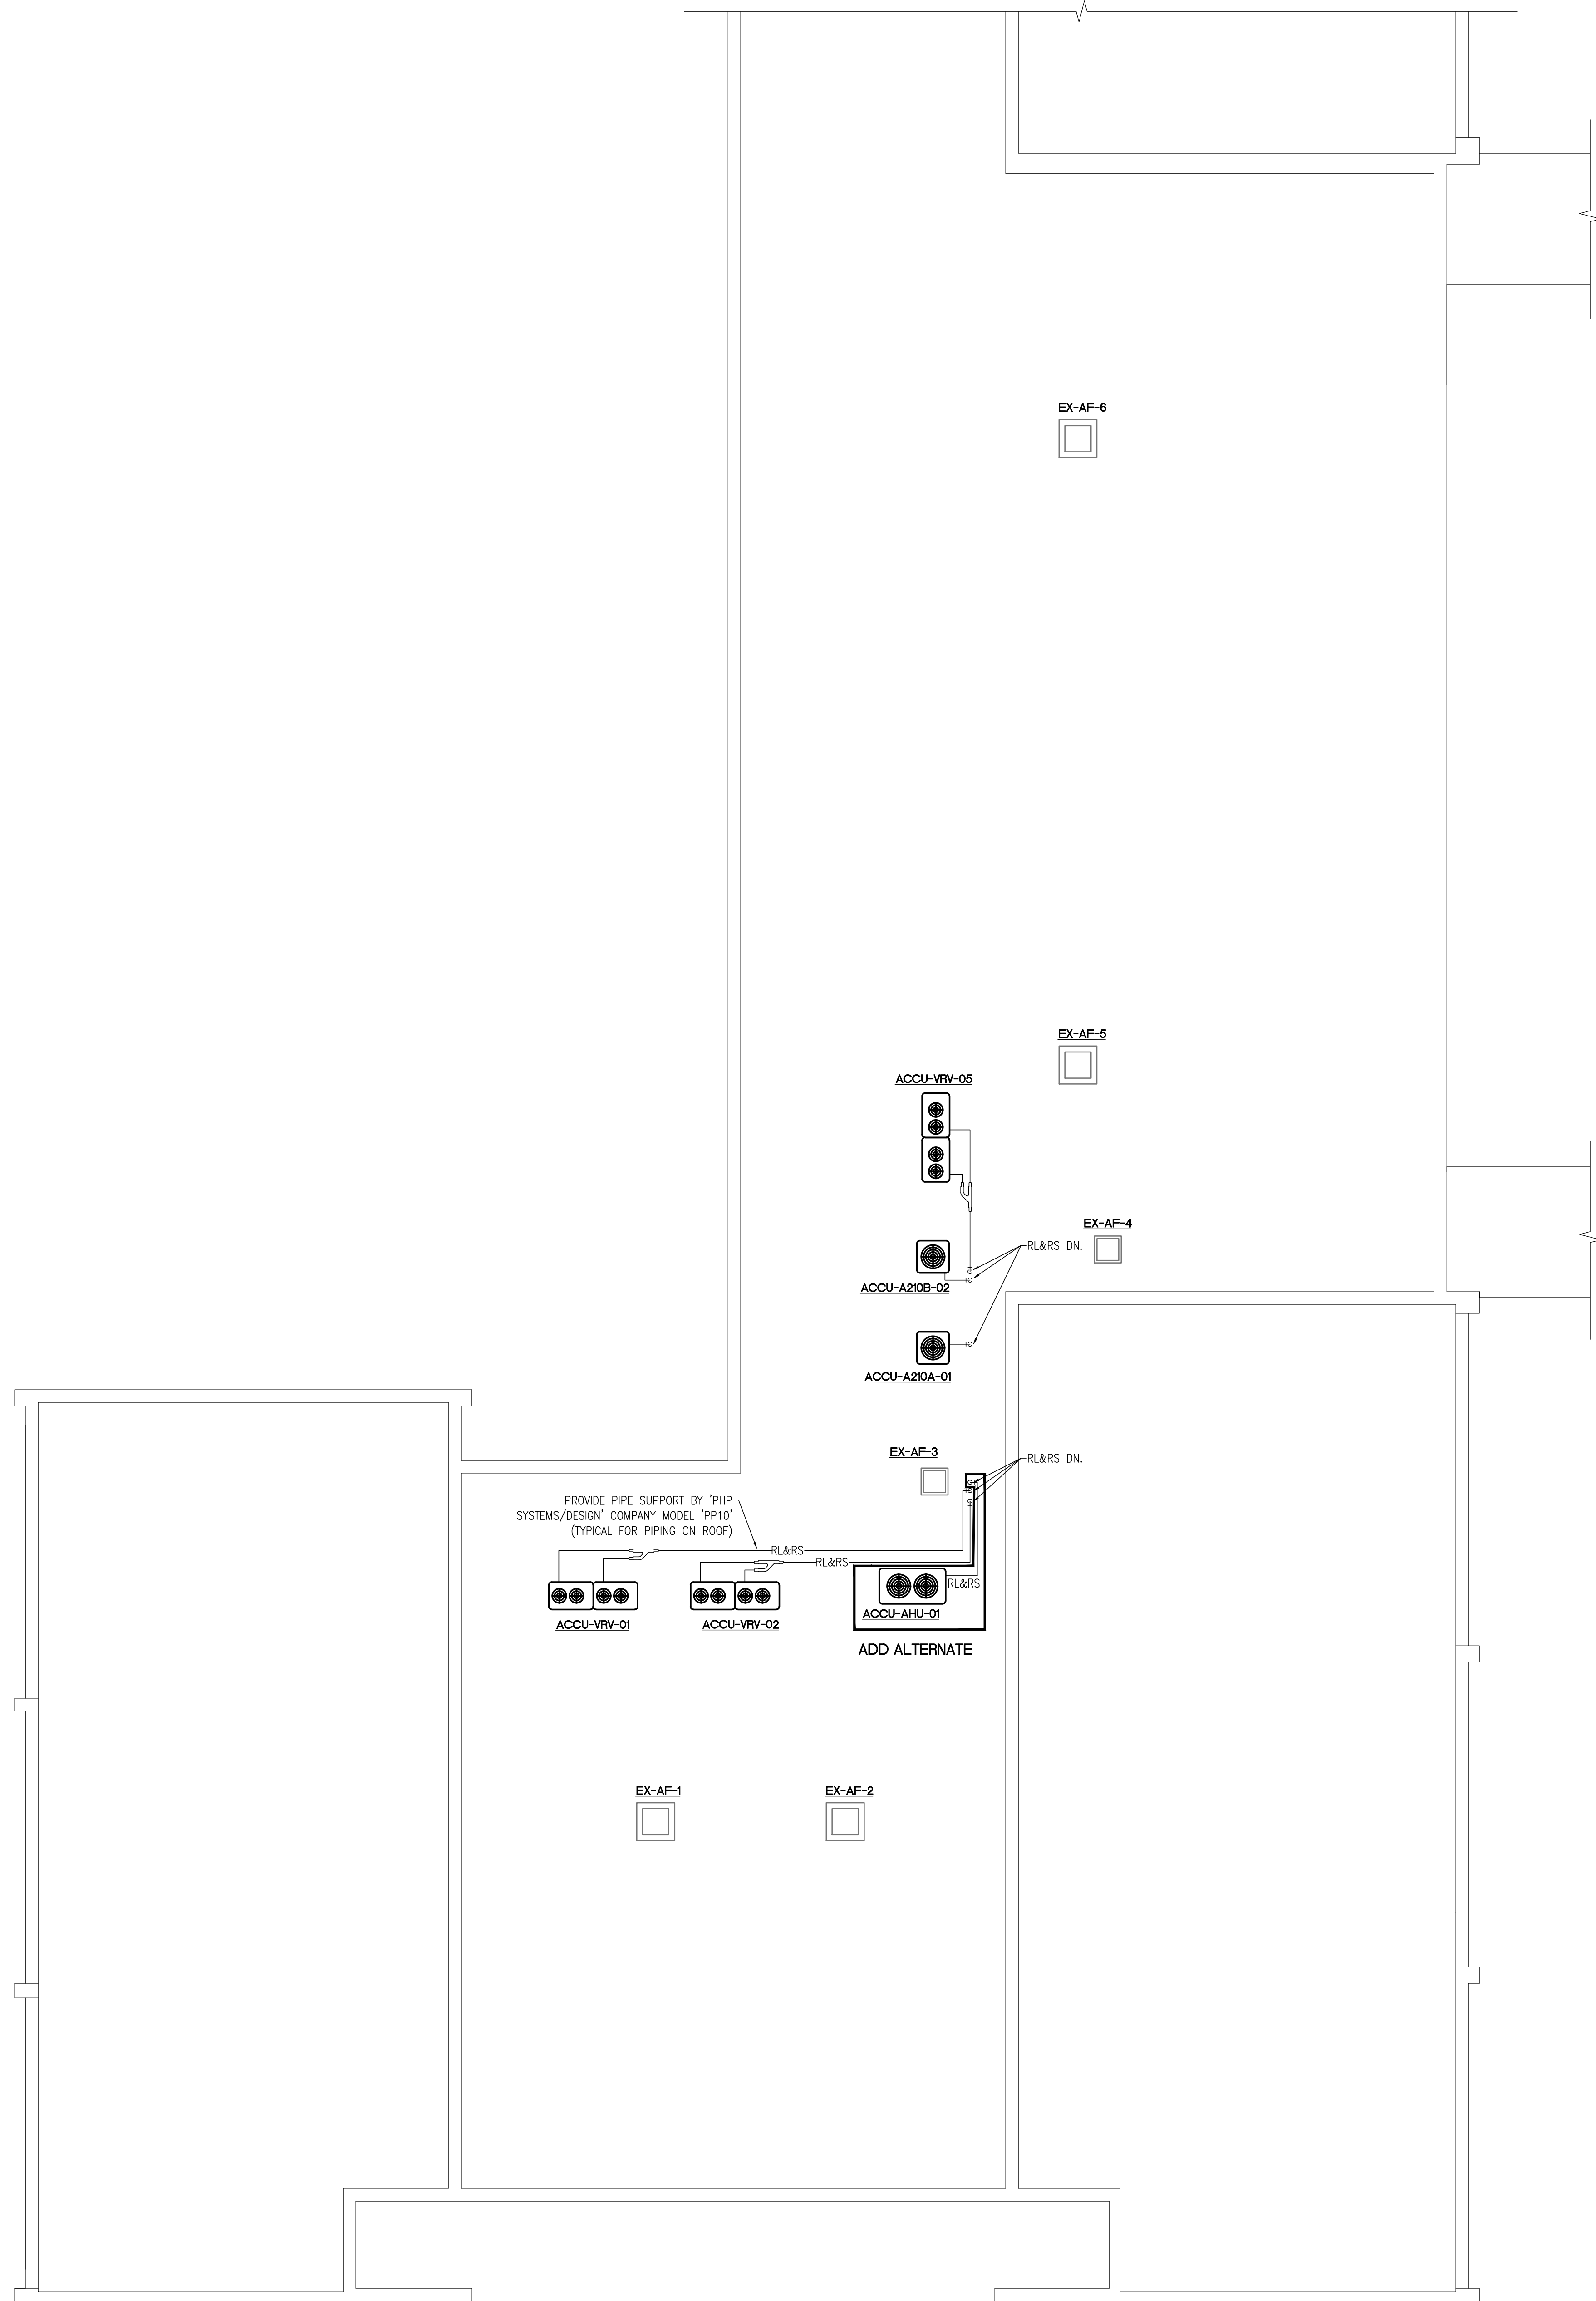 EX-AF-6
EX-AF-5
ACCU-VRV-05
EX-AF-4
RL&RS DN.
ACCU-A210B-02
ACCU-A210A-01
EX-AF-3
RL&RS DN.
PROVIDE PIPE SUPPORT BY 'PHP
SYSTEMS/DESIGN' COMPANY MODEL 'PP10'
(TYPICAL FOR PIPING ON ROOF)
RL&RS
RL&RS
RL&RS
ACCU-AHU-01
ACCU-VRV-01
ACCU-VRV-02
ADD ALTERNATE
EX-AF-1
EX-AF-2